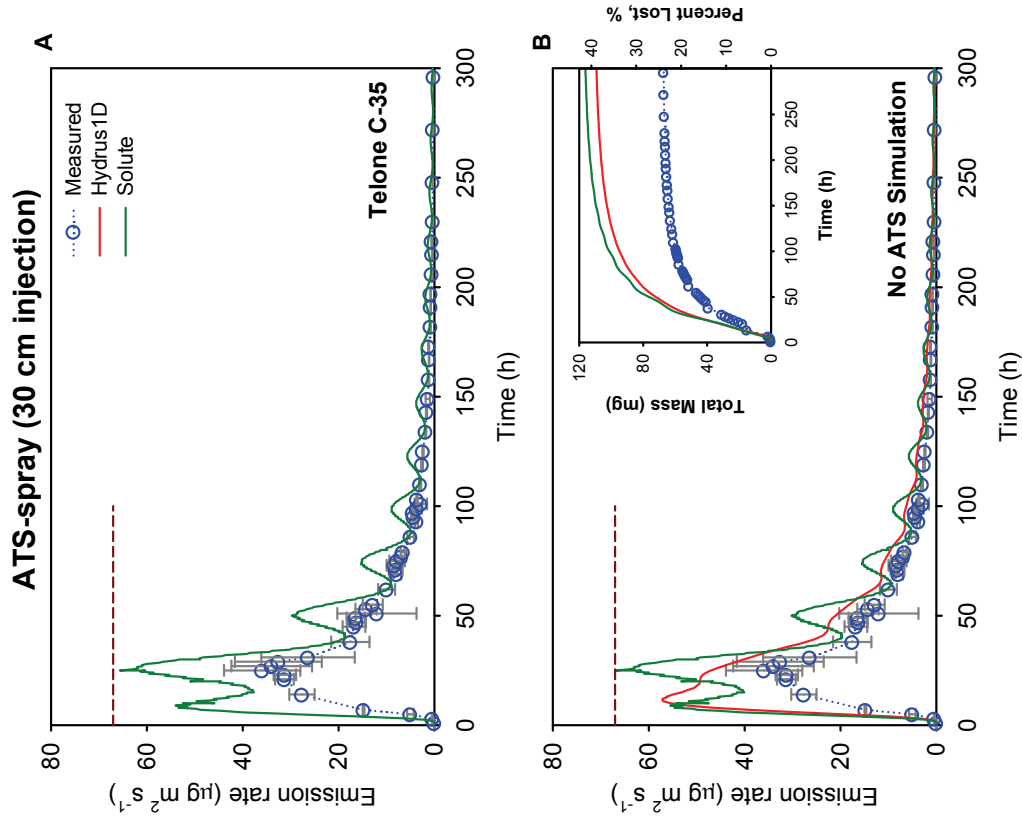 ATS-spray (30 cm injection)
A
Emission rate (µg m² s⁻¹)
80
60
40
20
0
Measured
Hydrus1D
Solute
Telone C-35
0
50
100
150
200
250
300
Time (h)
B
Emission rate (µg m² s⁻¹)
80
60
40
20
0
Total Mass (mg)
120
80
40
0
Percent Lost, %
40
30
20
10
0
0
50
100
150
200
250
Time (h)
No ATS Simulation
0
50
100
150
200
250
300
Time (h)